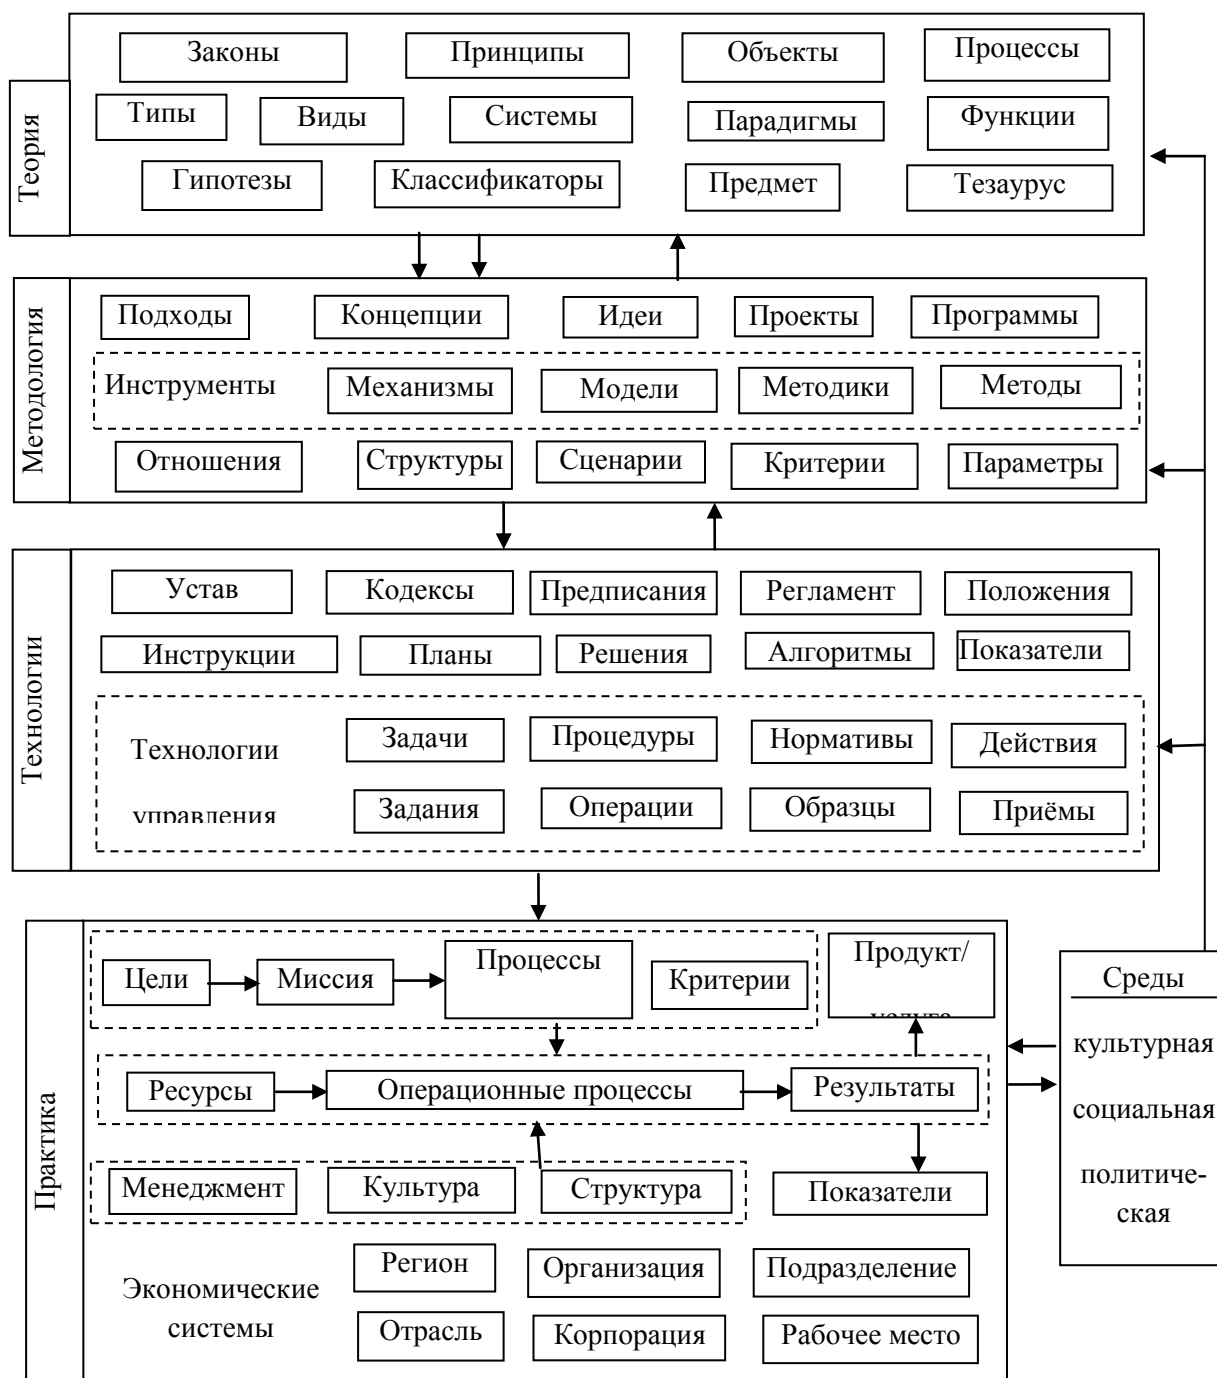 Теория
Законы
Принципы
Объекты
Процессы
Типы
Виды
Системы
Парадигмы
Функции
Гипотезы
Классификаторы
Предмет
Тезаурус
Методология
Подходы
Концепции
Идеи
Проекты
Программы
Инструменты
Механизмы
Модели
Методики
Методы
Отношения
Структуры
Сценарии
Критерии
Параметры
Технологии
Устав
Кодексы
Предписания
Регламент
Положения
Инструкции
Планы
Решения
Алгоритмы
Показатели
Технологии
управления
Задачи
Процедуры
Нормативы
Действия
Задания
Операции
Образцы
Приёмы
Практика
Цели
Миссия
Процессы
Критерии
Продукт/
услуга
Ресурсы
Операционные процессы
Результаты
Менеджмент
Культура
Структура
Показатели
Экономические
системы
Регион
Организация
Подразделение
Отрасль
Корпорация
Рабочее место
Среды
культурная
социальная
политиче-
ская